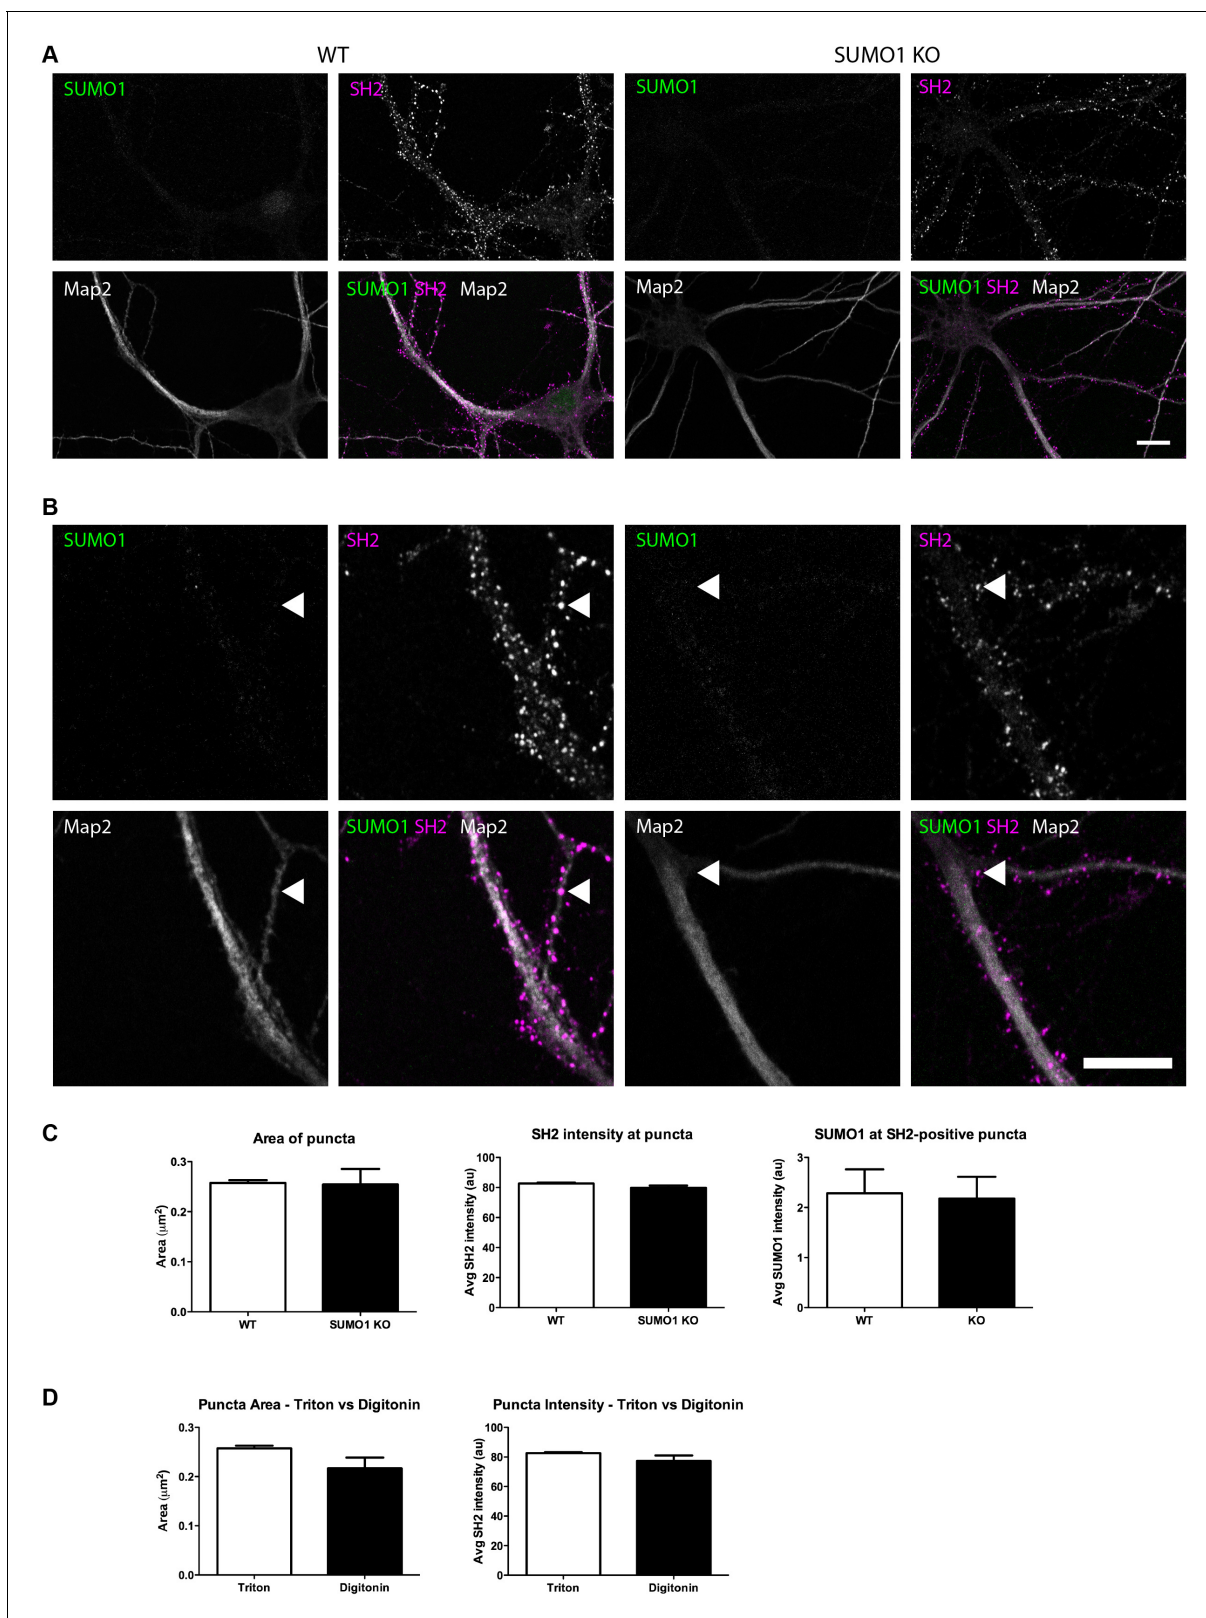 A
WT
SUMO1 KO
SUMO1
SH2
SUMO1
SH2
Map2
SUMO1 SH2 Map2
Map2
SUMO1 SH2 Map2
B
SUMO1
SH2
SUMO1
SH2
Map2
SUMO1 SH2 Map2
Map2
SUMO1 SH2 Map2
C
Area of puncta
Area (μm²)
0.3
0.2
0.1
0.0
WT
SUMO1 KO
SH2 intensity at puncta
Avg SH2 intensity (au)
100
80
60
40
20
0
WT
SUMO1 KO
SUMO1 at SH2-positive puncta
Avg SUMO1 intensity (au)
3
2
1
0
WT
KO
D
Puncta Area - Triton vs Digitonin
Area (μm²)
0.3
0.2
0.1
0.0
Triton
Digitonin
Puncta Intensity - Triton vs Digitonin
Avg SH2 intensity (au)
100
80
60
40
20
0
Triton
Digitonin